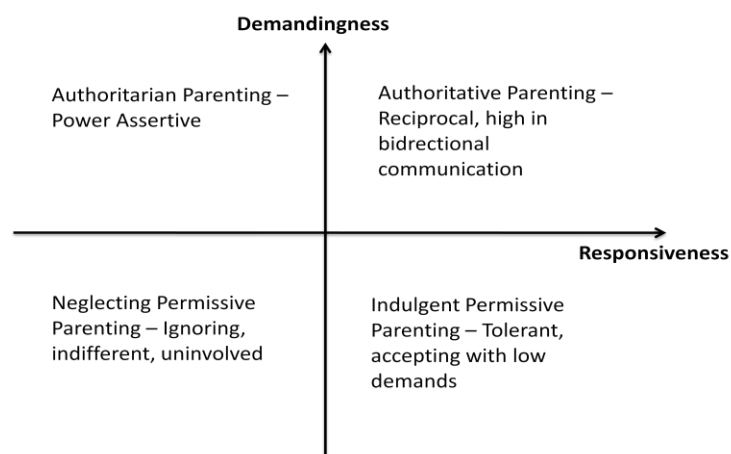 Demandingness
Authoritarian Parenting –
Power Assertive
Authoritative Parenting –
Reciprocal, high in
bidrectional
communication
Responsiveness
Neglecting Permissive
Parenting – Ignoring,
indifferent, uninvolved
Indulgent Permissive
Parenting – Tolerant,
accepting with low
demands